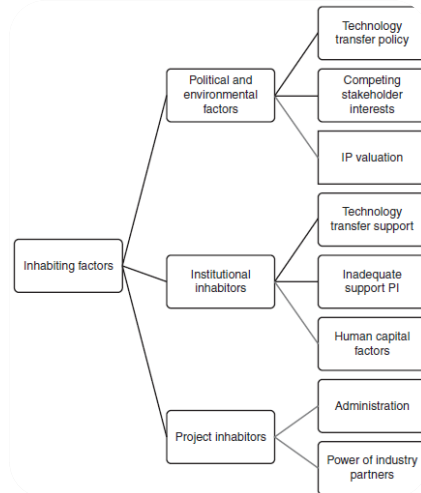 Technology
transfer policy
Political and
environmental
factors
Competing
stakeholder
interests
IP valuation
Technology
transfer support
Inhabiting factors
Institutional
inhabitors
Inadequate
support PI
Human capital
factors
Administration
Project inhabitors
Power of industry
partners